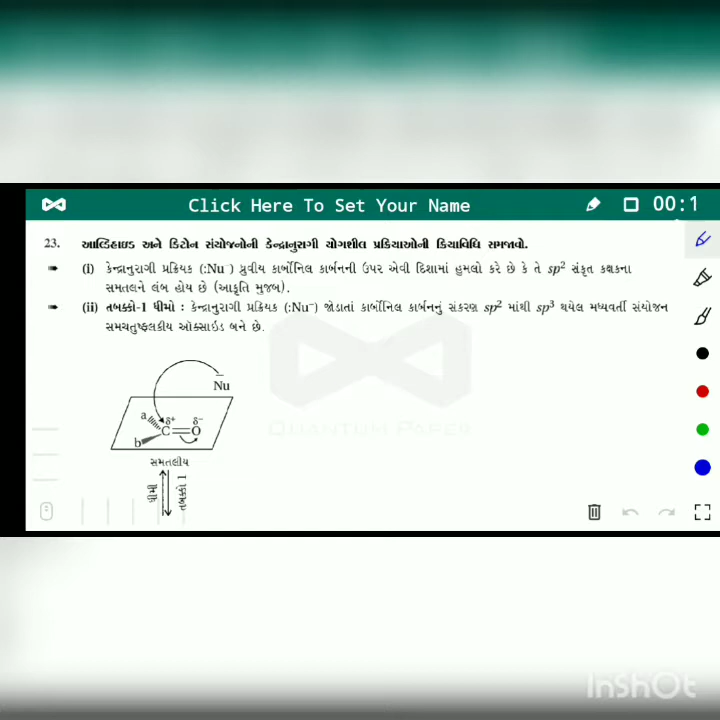 Click Here To Set Your Name
00:1
23. આલ્ડિહાઇડ અને કિટોન સંયોજનોની કેન્દ્રાનુરાગી યોગશીલ પ્રક્રિયાઓની ક્રિયાવિધિ સમજાવો.
➠ (i) કેન્દ્રાનુરાગી પ્રક્રિયક (:Nu⁻) ધ્રુવીય કાર્બોનિલ કાર્બનની ઉપર એવી દિશામાં હુમલો કરે છે કે તે sp² સંકૃત કક્ષકના
સમતલને લંબ હોય છે (આકૃતિ મુજબ).
➠ (ii) તબક્કો-1 ધીમો : કેન્દ્રાનુરાગી પ્રક્રિયક (:Nu⁻) જોડાતાં કાર્બોનિલ કાર્બનનું સંકરણ sp² માંથી sp³ થયેલ મધ્યવર્તી સંયોજન
સમચતુષ્ફલકીય ઑક્સાઇડ બને છે.
Nu
a
δ+ δ−
C=O
b
સમતલીય
ધીમો
તબક્કો 1
QUANTUM PAPER
InShOt